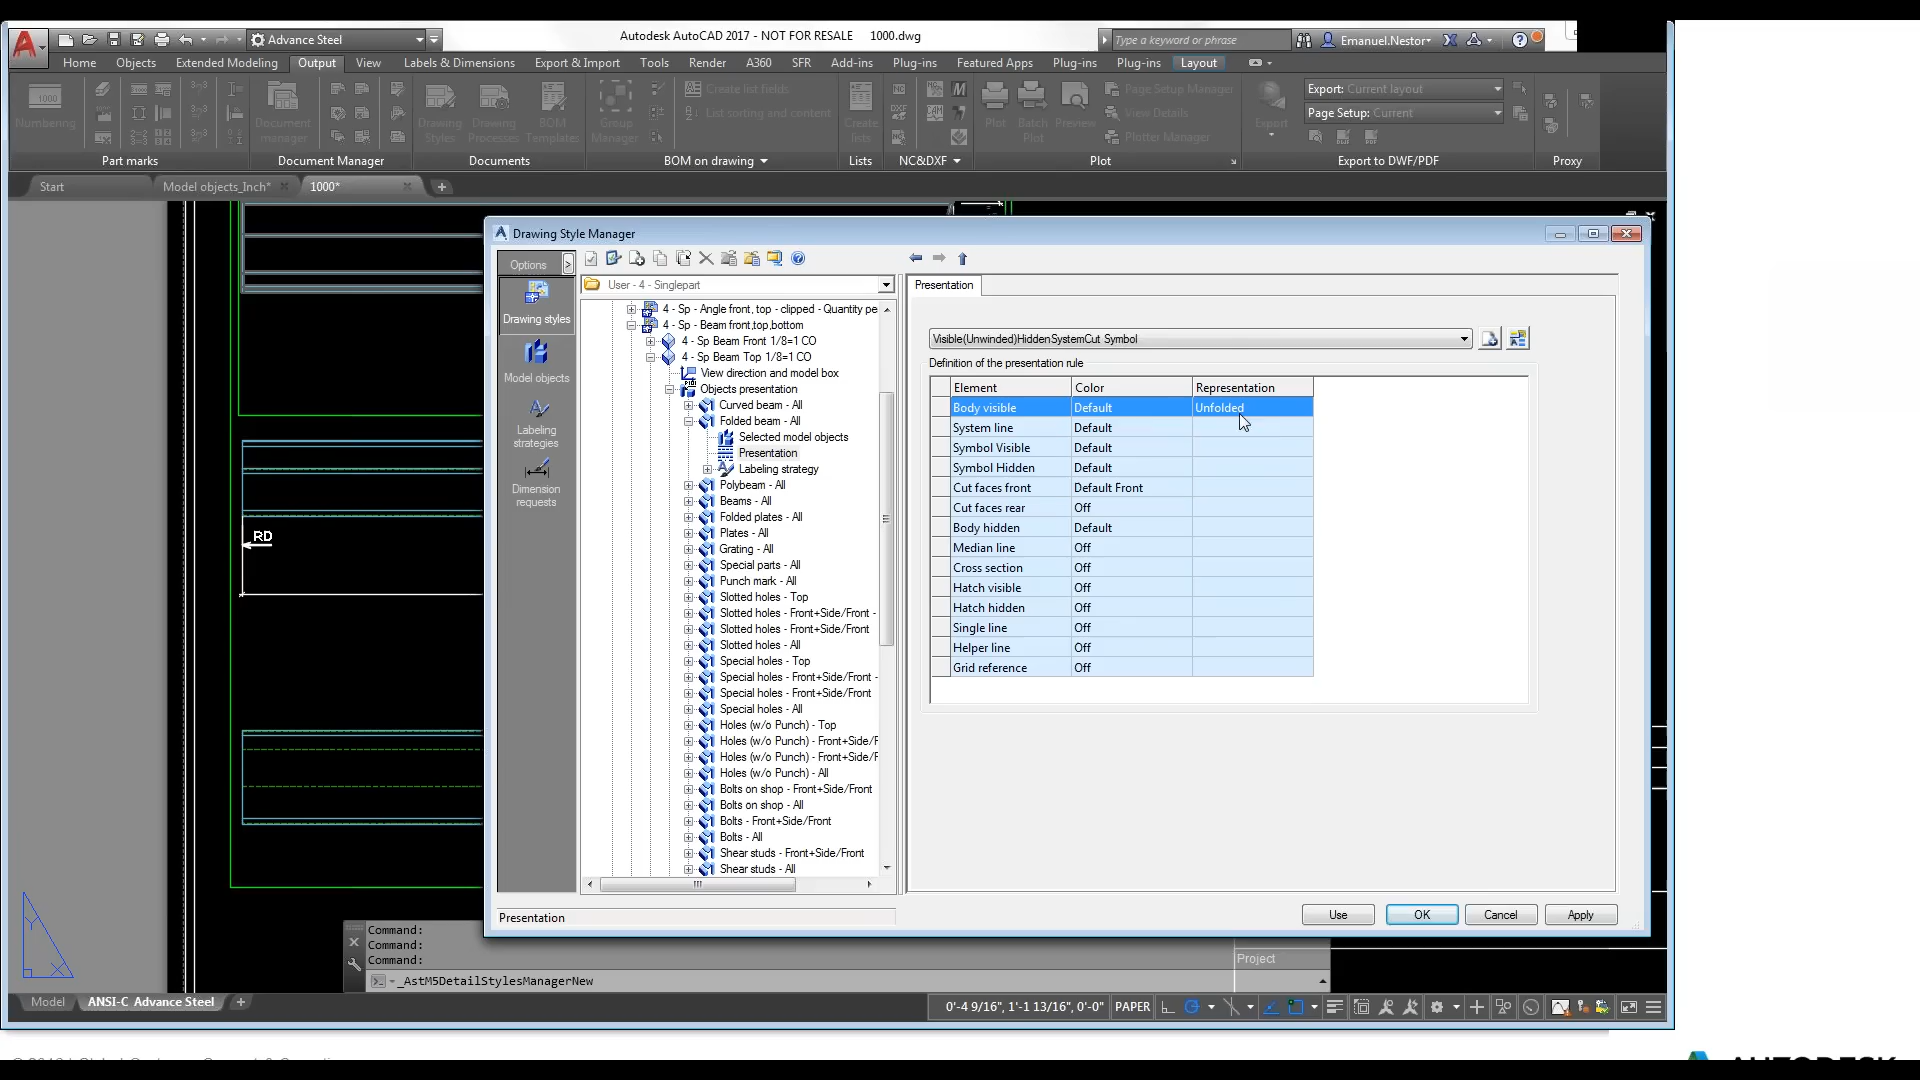 Advance Steel
Autodesk AutoCAD 2017 - NOT FOR RESALE 1000.dwg
Type a keyword or phrase
Emanuel.Nestor
Home Objects Extended Modeling Output View Labels & Dimensions Export & Import Tools Render A360 SFR Add-ins Plug-ins Featured Apps Plug-ins Plug-ins Layout
1000
Numbering
Document manager
Drawing Styles
Drawing Processes
BOM Templates
Group Manager
Create list fields
List sorting and content
Create lists
NC
DXF
Plot
Batch Plot
Preview
Page Setup Manager
View Details
Plotter Manager
Export
Export: Current layout
Page Setup: Current
Part marks Document Manager Documents BOM on drawing Lists NC&DXF Plot Export to DWF/PDF Proxy
Start Model objects_Inch* 1000*
Drawing Style Manager
Options
Drawing styles
Model objects
Labeling strategies
Dimension requests
User - 4 - Singlepart
4 - Sp - Angle front, top - clipped - Quantity pe
4 - Sp - Beam front,top,bottom
4 - Sp Beam Front 1/8=1 CO
4 - Sp Beam Top 1/8=1 CO
View direction and model box
Objects presentation
Curved beam - All
Folded beam - All
Selected model objects
Presentation
Labeling strategy
Polybeam - All
Beams - All
Folded plates - All
Plates - All
Grating - All
Special parts - All
Punch mark - All
Slotted holes - Top
Slotted holes - Front+Side/Front -
Slotted holes - Front+Side/Front
Slotted holes - All
Special holes - Top
Special holes - Front+Side/Front -
Special holes - Front+Side/Front
Special holes - All
Holes (w/o Punch) - Top
Holes (w/o Punch) - Front+Side/F
Holes (w/o Punch) - Front+Side/F
Holes (w/o Punch) - All
Bolts on shop - Front+Side/Front
Bolts on shop - All
Bolts - Front+Side/Front
Bolts - All
Shear studs - Front+Side/Front
Shear studs - All
Presentation
Presentation
Visible(Unwinded)HiddenSystemCut Symbol
Definition of the presentation rule
Element Color Representation
Body visible Default Unfolded
System line Default
Symbol Visible Default
Symbol Hidden Default
Cut faces front Default Front
Cut faces rear Off
Body hidden Default
Median line Off
Cross section Off
Hatch visible Off
Hatch hidden Off
Single line Off
Helper line Off
Grid reference Off
Use OK Cancel Apply
RD
Y
X
Command:
Command:
Command:
_AstM5DetailStylesManagerNew
Project
Model ANSI-C Advance Steel
0'-4 9/16", 1'-1 13/16", 0'-0" PAPER